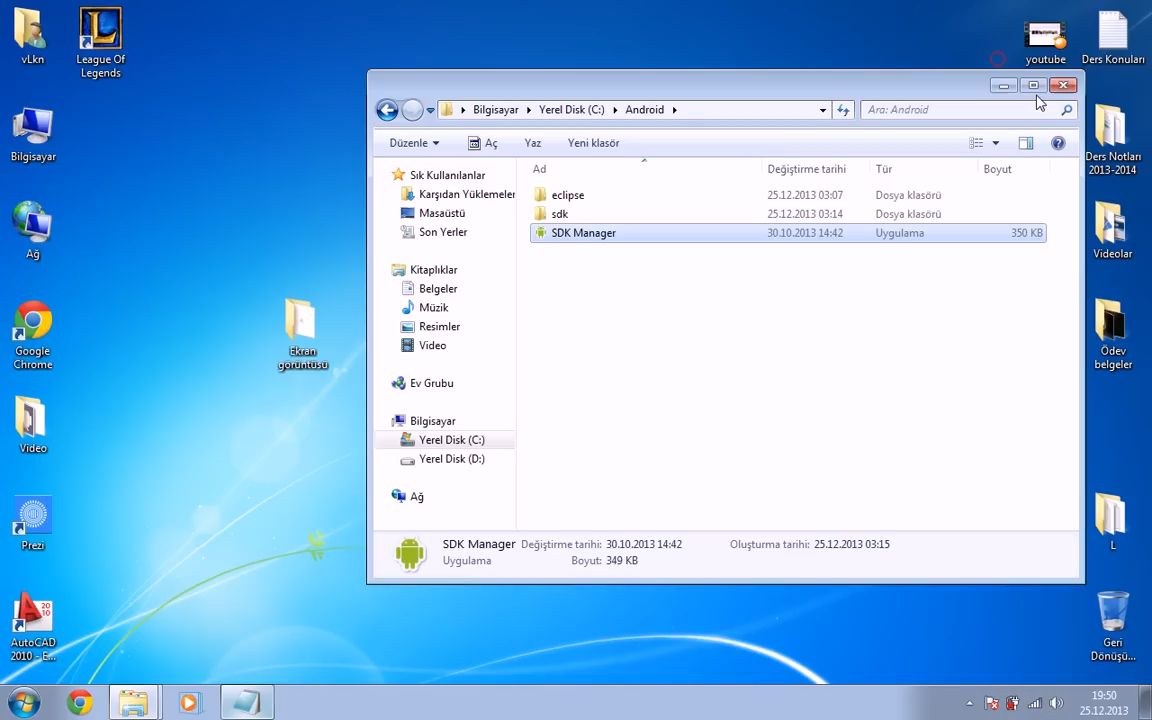 vLkn
League Of
Legends
Bilgisayar
Ağ
Google
Chrome
Video
Prezi
AutoCAD
2010 - E...
Ekran
görüntüsü
youtube
Ders Konuları
Ders Notları
2013-2014
Videolar
Ödev
belgeler
L
Geri
Dönüşü...
Bilgisayar
Yerel Disk (C:)
Android
Ara: Android
Düzenle
Aç
Yaz
Yeni klasör
Ad
Değiştirme tarihi
Tür
Boyut
eclipse
25.12.2013 03:07
Dosya klasörü
sdk
25.12.2013 03:14
Dosya klasörü
SDK Manager
30.10.2013 14:42
Uygulama
350 KB
Sık Kullanılanlar
Karşıdan Yüklemeler
Masaüstü
Son Yerler
Kitaplıklar
Belgeler
Müzik
Resimler
Video
Ev Grubu
Bilgisayar
Yerel Disk (C:)
Yerel Disk (D:)
Ağ
SDK Manager Değiştirme tarihi: 30.10.2013 14:42 Oluşturma tarihi: 25.12.2013 03:15
Uygulama Boyut: 349 KB
19:50
25.12.2013